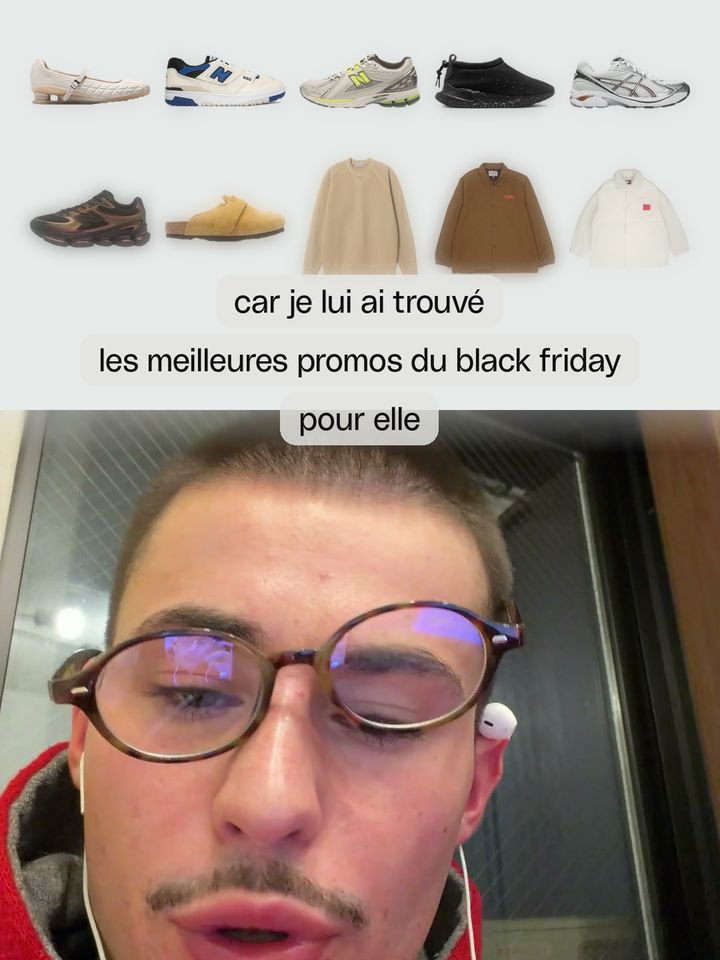 car je lui ai trouvé
les meilleures promos du black friday
pour elle